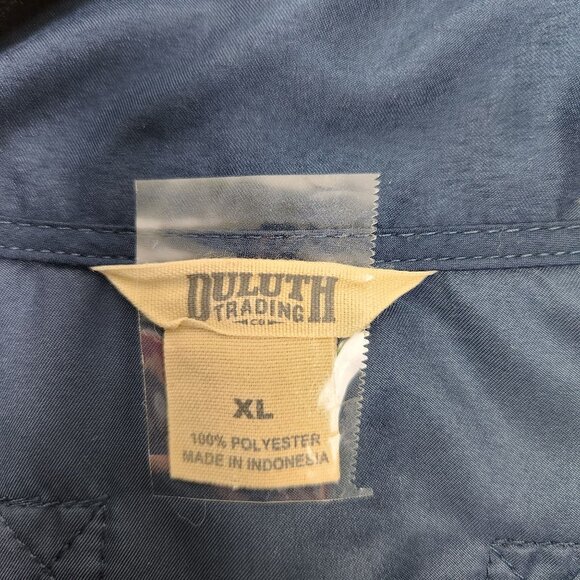 DULUTH
TRADING
CO
XL
100% POLYESTER
MADE IN INDONESIA